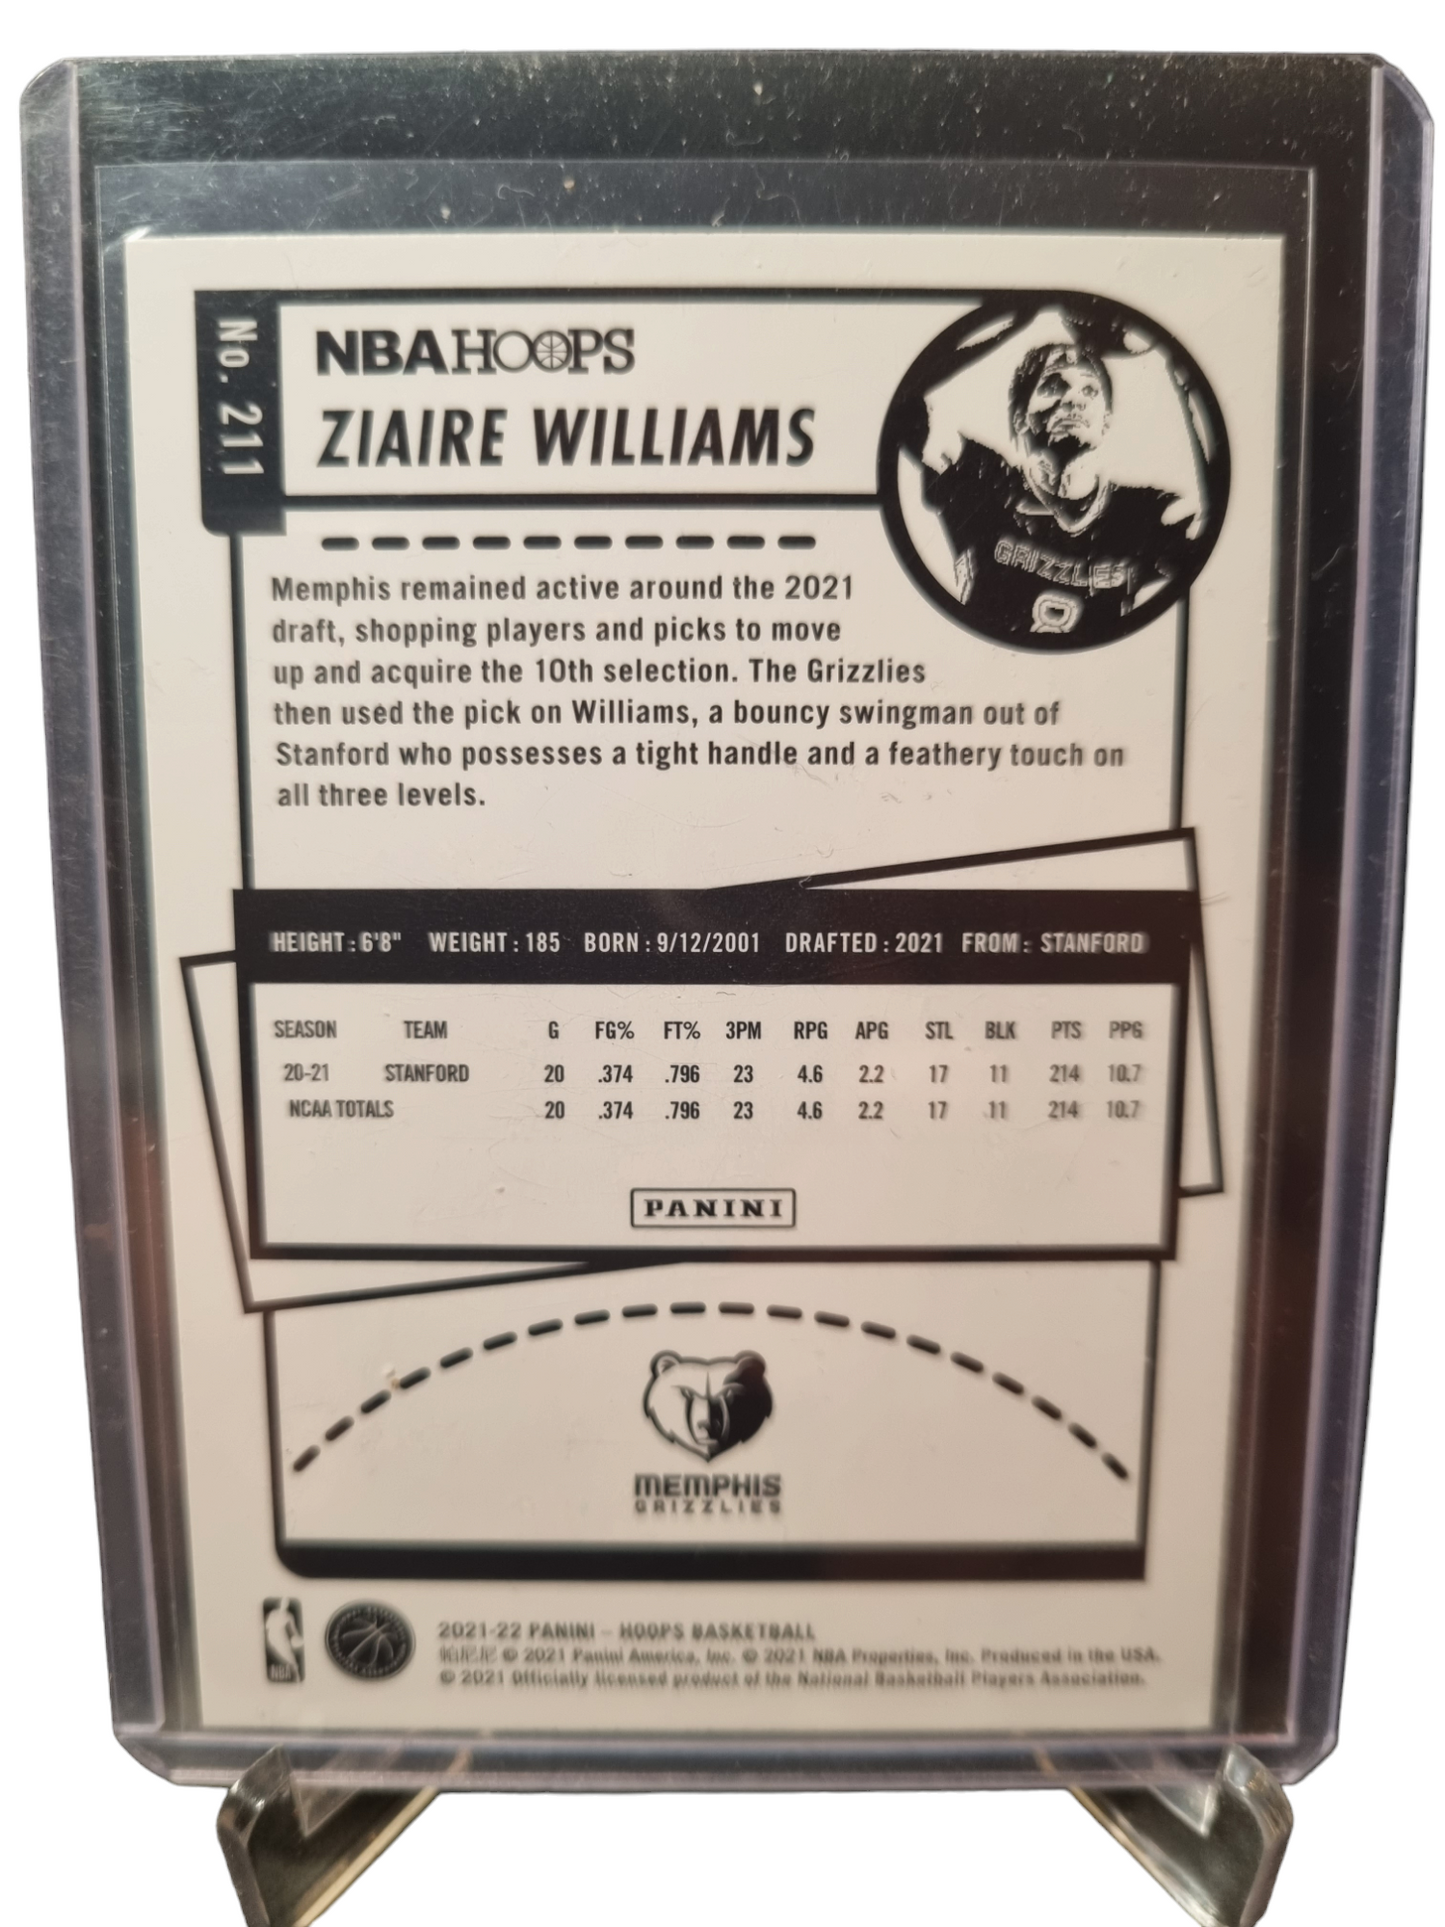 No. 211
NBA HOOPS
ZIAIRE WILLIAMS
GRIZZLIES
8
Memphis remained active around the 2021
draft, shopping players and picks to move
up and acquire the 10th selection. The Grizzlies
then used the pick on Williams, a bouncy swingman out of
Stanford who possesses a tight handle and a feathery touch on
all three levels.
HEIGHT: 6'8" WEIGHT: 185 BORN: 9/12/2001 DRAFTED: 2021 FROM: STANFORD
SEASON TEAM G FG% FT% 3PM RPG APG STL BLK PTS PPG
20-21 STANFORD 20 .374 .796 23 4.6 2.2 17 11 214 10.7
NCAA TOTALS 20 .374 .796 23 4.6 2.2 17 11 214 10.7
PANINI
MEMPHIS
GRIZZLIES
NBA
2021-22 PANINI – HOOPS BASKETBALL
帕尼尼 © 2021 Panini America, Inc. © 2021 NBA Properties, Inc. Produced in the USA.
© 2021 Officially licensed product of the National Basketball Players Association.